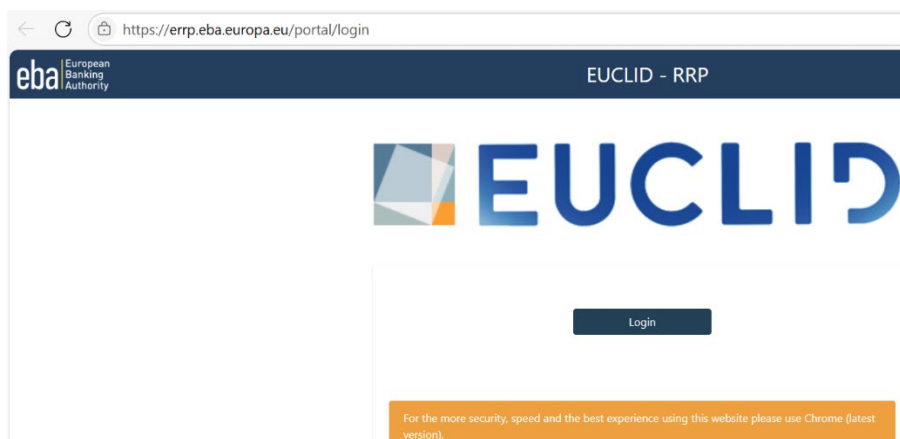 https://errp.eba.europa.eu/portal/login
eba European
Banking
Authority
EUCLID - RRP
EUCLID
Login
For the more security, speed and the best experience using this website please use Chrome (latest
version).